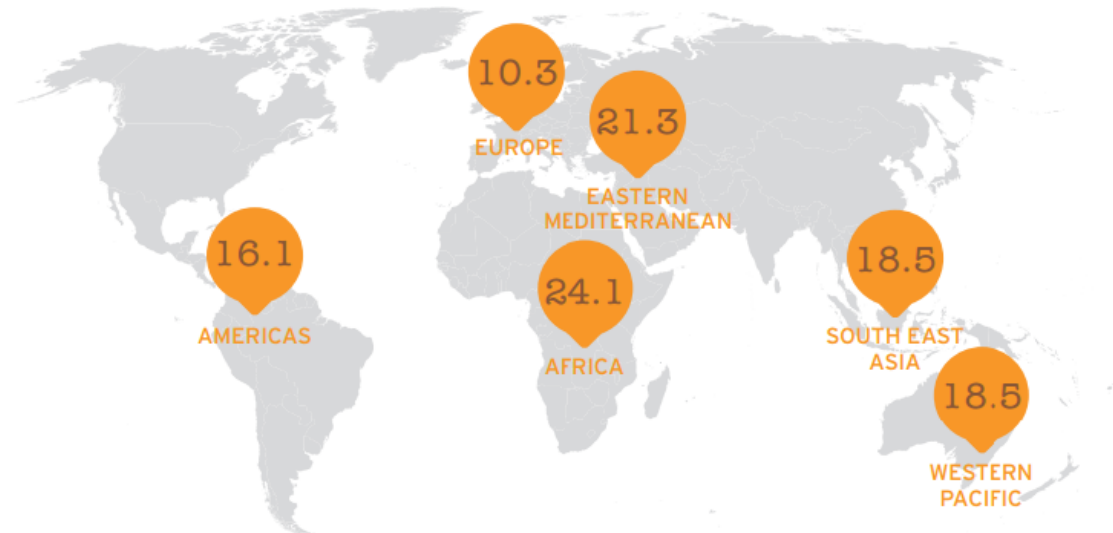 10.3
EUROPE
21.3
EASTERN
MEDITERRANEAN
16.1
AMERICAS
24.1
AFRICA
18.5
SOUTH EAST
ASIA
18.5
WESTERN
PACIFIC